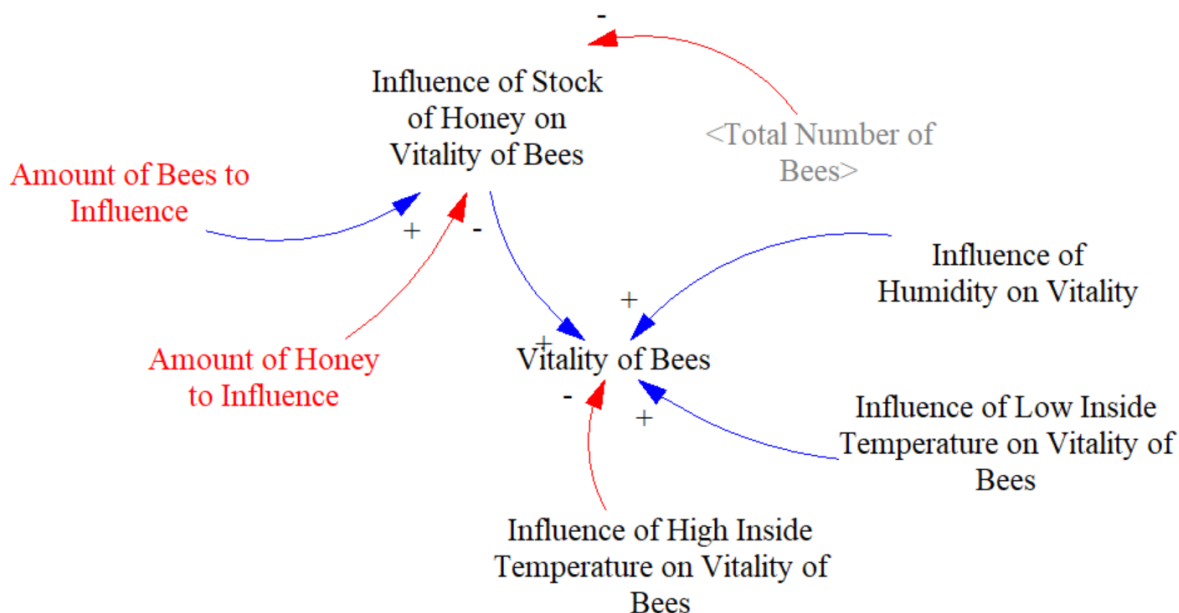 -
Influence of Stock
of Honey on
Vitality of Bees
<Total Number of
Bees>
Amount of Bees to
Influence
+
-
Influence of
Humidity on Vitality
+
Amount of Honey
to Influence
+
Vitality of Bees
-
+
Influence of Low Inside
Temperature on Vitality of
Bees
Influence of High Inside
Temperature on Vitality of
Bees